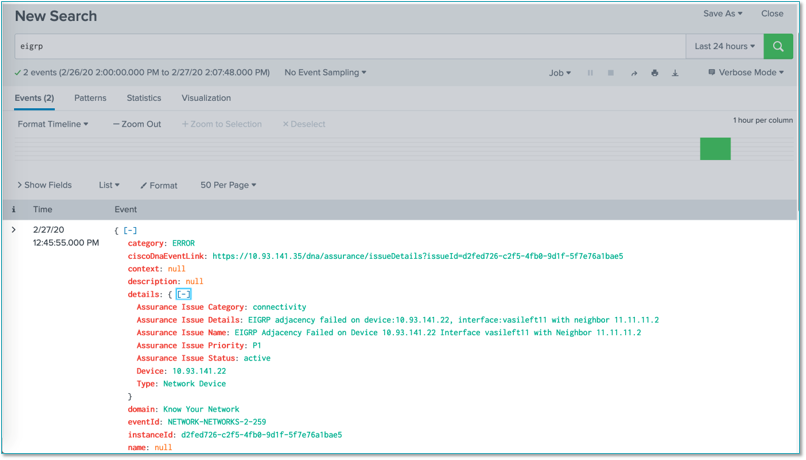 New Search
Save As ▾ Close
eigrp
Last 24 hours ▾
✓ 2 events (2/26/20 2:00:00.000 PM to 2/27/20 2:07:48.000 PM) No Event Sampling ▾
Job ▾
Verbose Mode ▾
Events (2) Patterns Statistics Visualization
Format Timeline ▾ — Zoom Out + Zoom to Selection × Deselect
1 hour per column
> Show Fields List ▾ Format 50 Per Page ▾
i Time Event
> 2/27/20 { [-]
12:45:55.000 PM category: ERROR
ciscoDnaEventLink: https://10.93.141.35/dna/assurance/issueDetails?issueId=d2fed726-c2f5-4fb0-9d1f-5f7e76a1bae5
context: null
description: null
details: { [-]
Assurance Issue Category: connectivity
Assurance Issue Details: EIGRP adjacency failed on device:10.93.141.22, interface:vasileft11 with neighbor 11.11.11.2
Assurance Issue Name: EIGRP Adjacency Failed on Device 10.93.141.22 Interface vasileft11 with Neighbor 11.11.11.2
Assurance Issue Priority: P1
Assurance Issue Status: active
Device: 10.93.141.22
Type: Network Device
}
domain: Know Your Network
eventId: NETWORK-NETWORKS-2-259
instanceId: d2fed726-c2f5-4fb0-9d1f-5f7e76a1bae5
name: null